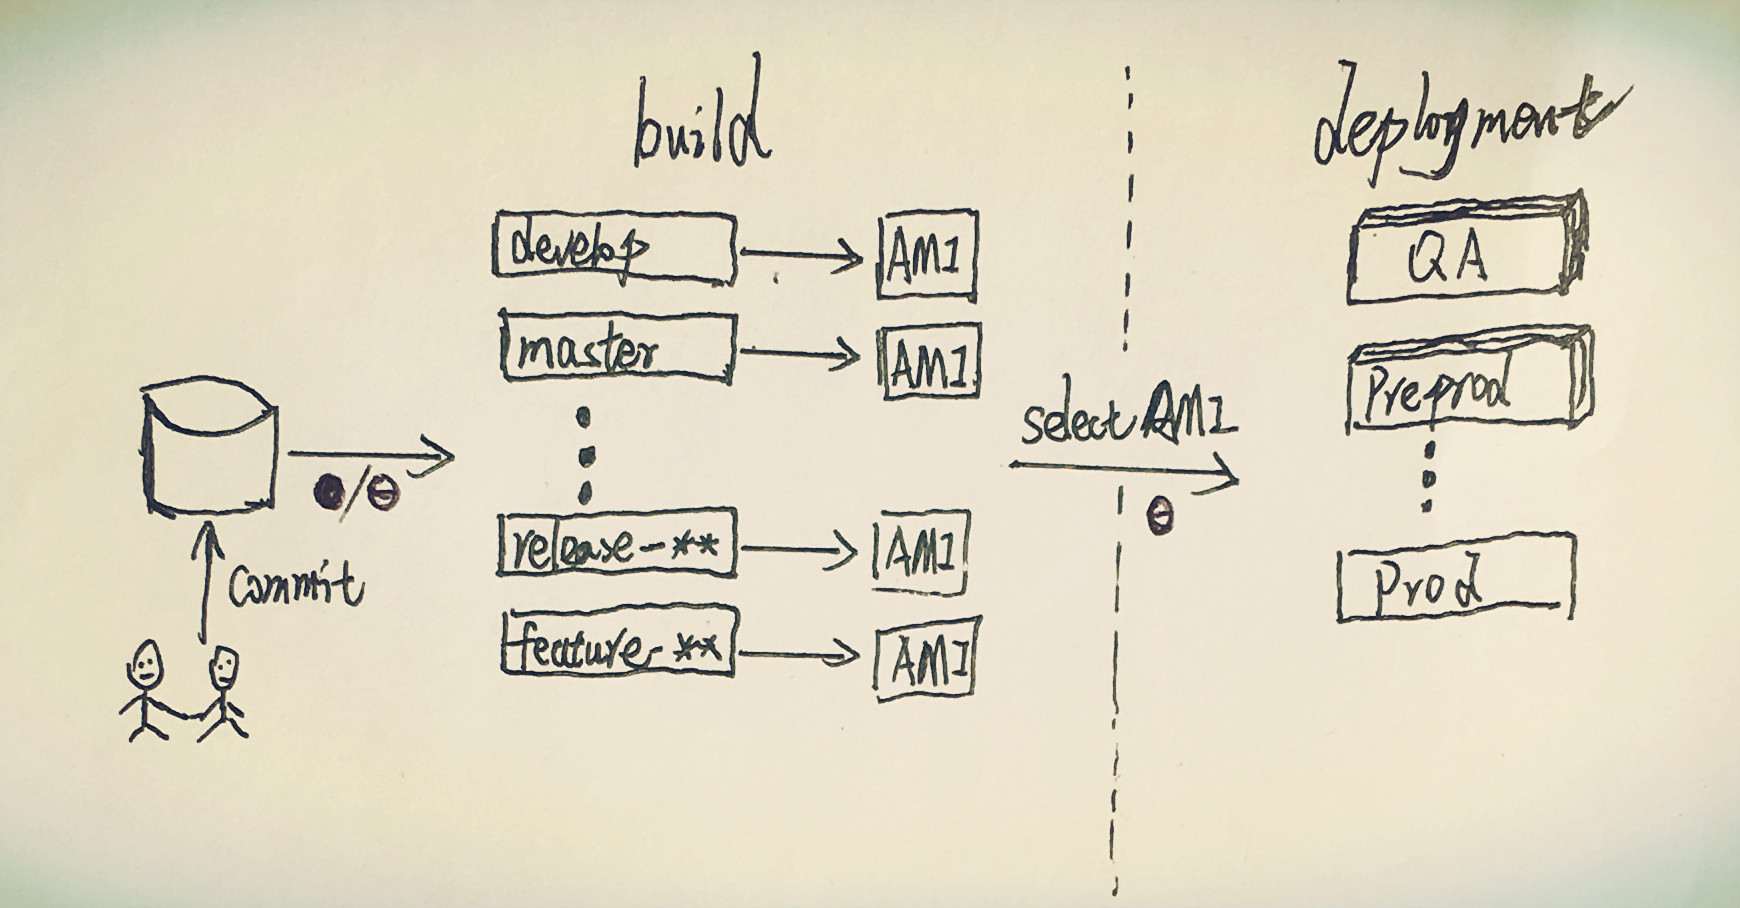 build
deployment
develop
AMI
QA
master
AMI
Preprod
select AMI
release-**
AMI
Prod
commit
feature-**
AMI